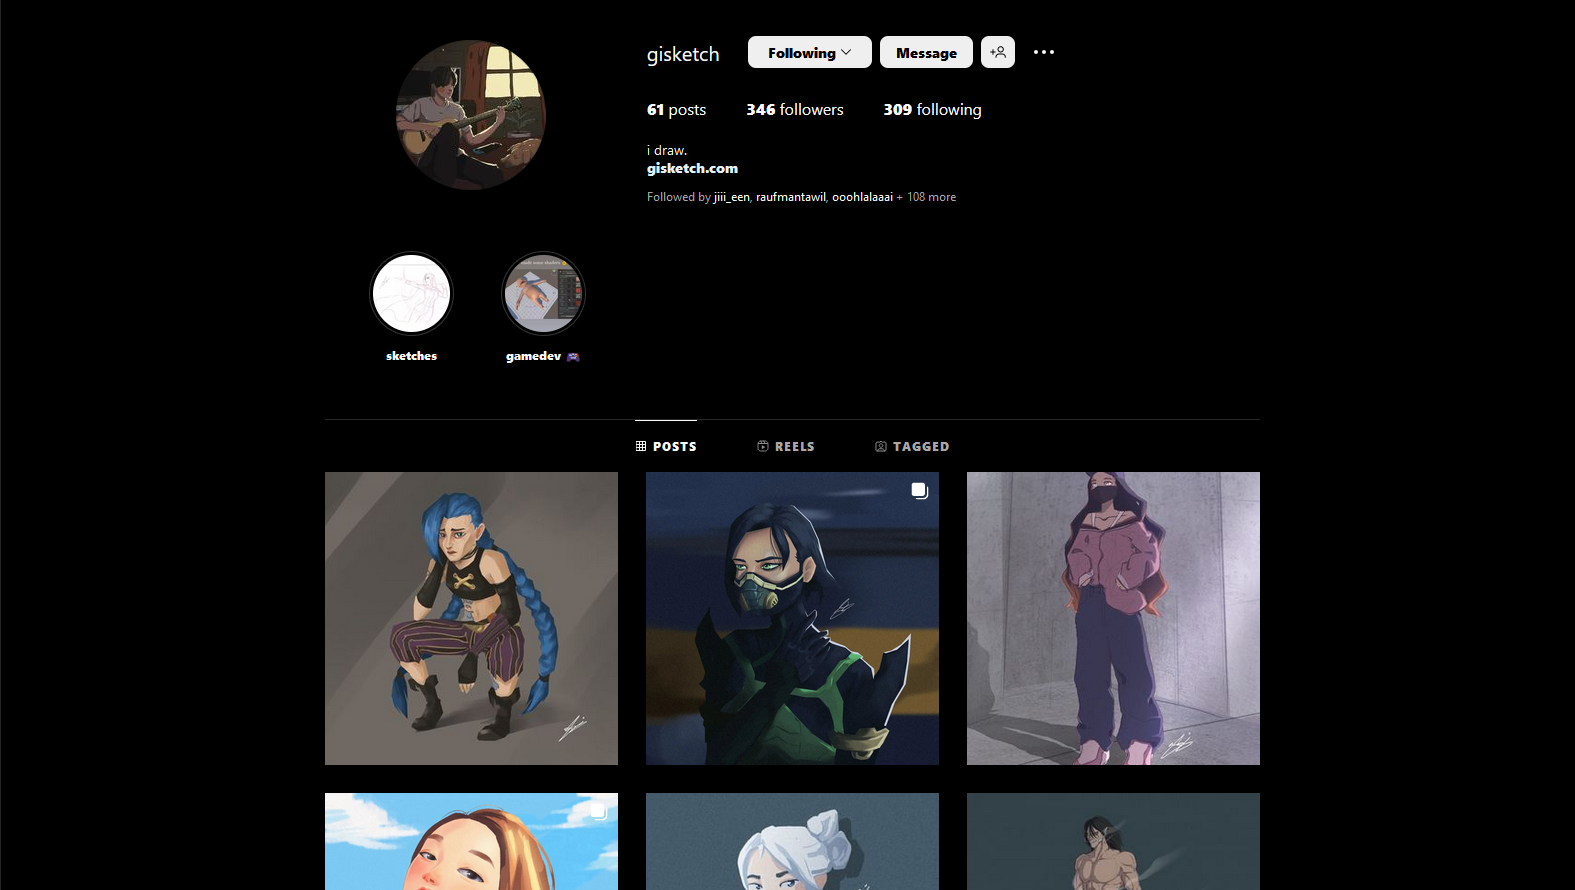 gisketch Following Message
61 posts 346 followers 309 following
i draw.
gisketch.com
Followed by jiii_een, raufmantawil, ooohlalaaai + 108 more
sketches gamedev 🎮
POSTS REELS TAGGED